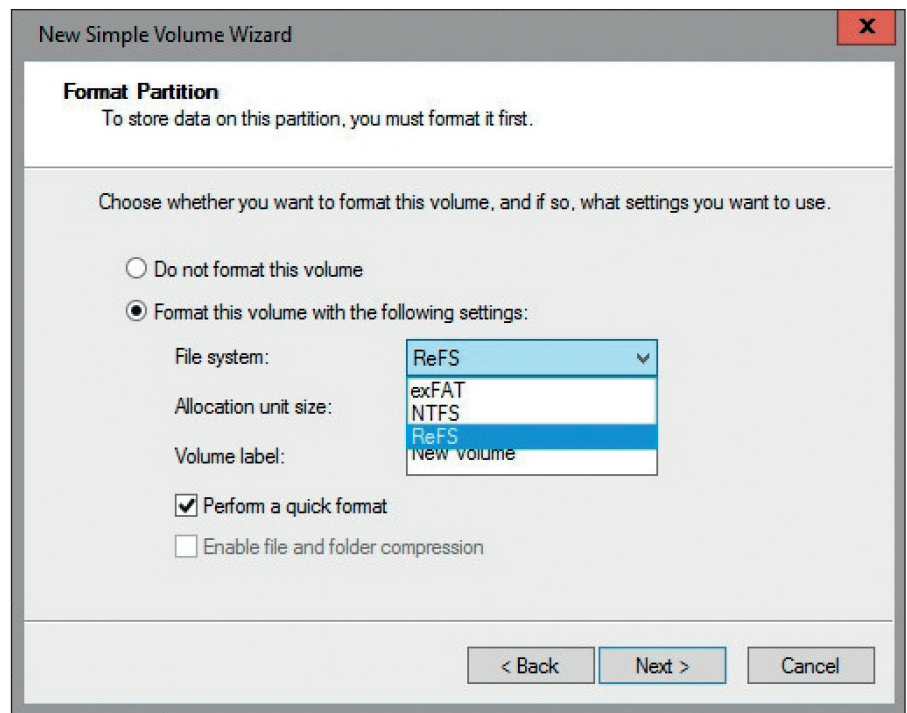 New Simple Volume Wizard
X
Format Partition
To store data on this partition, you must format it first.
Choose whether you want to format this volume, and if so, what settings you want to use.
Do not format this volume
Format this volume with the following settings:
File system: ReFS
exFAT
Allocation unit size: NTFS
ReFS
Volume label: New Volume
Perform a quick format
Enable file and folder compression
< Back Next > Cancel